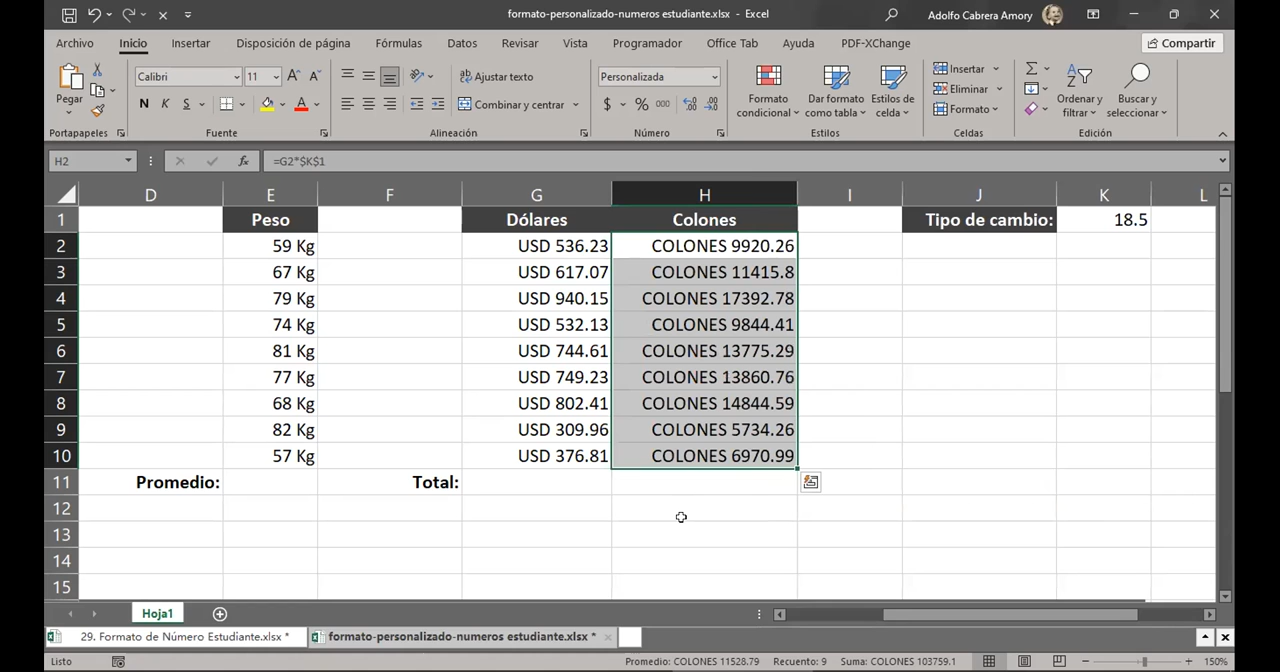 formato-personalizado-numeros estudiante.xlsx - Excel
Adolfo Cabrera Amory
Archivo Inicio Insertar Disposición de página Fórmulas Datos Revisar Vista Programador Office Tab Ayuda PDF-XChange Compartir
Pegar
Calibri 11
N K S
Ajustar texto
Combinar y centrar
Personalizada
$ % 000
Formato condicional
Dar formato como tabla
Estilos de celda
Insertar
Eliminar
Formato
Ordenar y filtrar
Buscar y seleccionar
Portapapeles Fuente Alineación Número Estilos Celdas Edición
H2 fx =G2*$K$1
D E F G H I J K L
1 Peso Dólares Colones Tipo de cambio: 18.5
2 59 Kg USD 536.23 COLONES 9920.26
3 67 Kg USD 617.07 COLONES 11415.8
4 79 Kg USD 940.15 COLONES 17392.78
5 74 Kg USD 532.13 COLONES 9844.41
6 81 Kg USD 744.61 COLONES 13775.29
7 77 Kg USD 749.23 COLONES 13860.76
8 68 Kg USD 802.41 COLONES 14844.59
9 82 Kg USD 309.96 COLONES 5734.26
10 57 Kg USD 376.81 COLONES 6970.99
11 Promedio: Total:
12
13
14
15
Hoja1
29. Formato de Número Estudiante.xlsx * formato-personalizado-numeros estudiante.xlsx *
Listo Promedio: COLONES 11528.79 Recuento: 9 Suma: COLONES 103759.1 150%